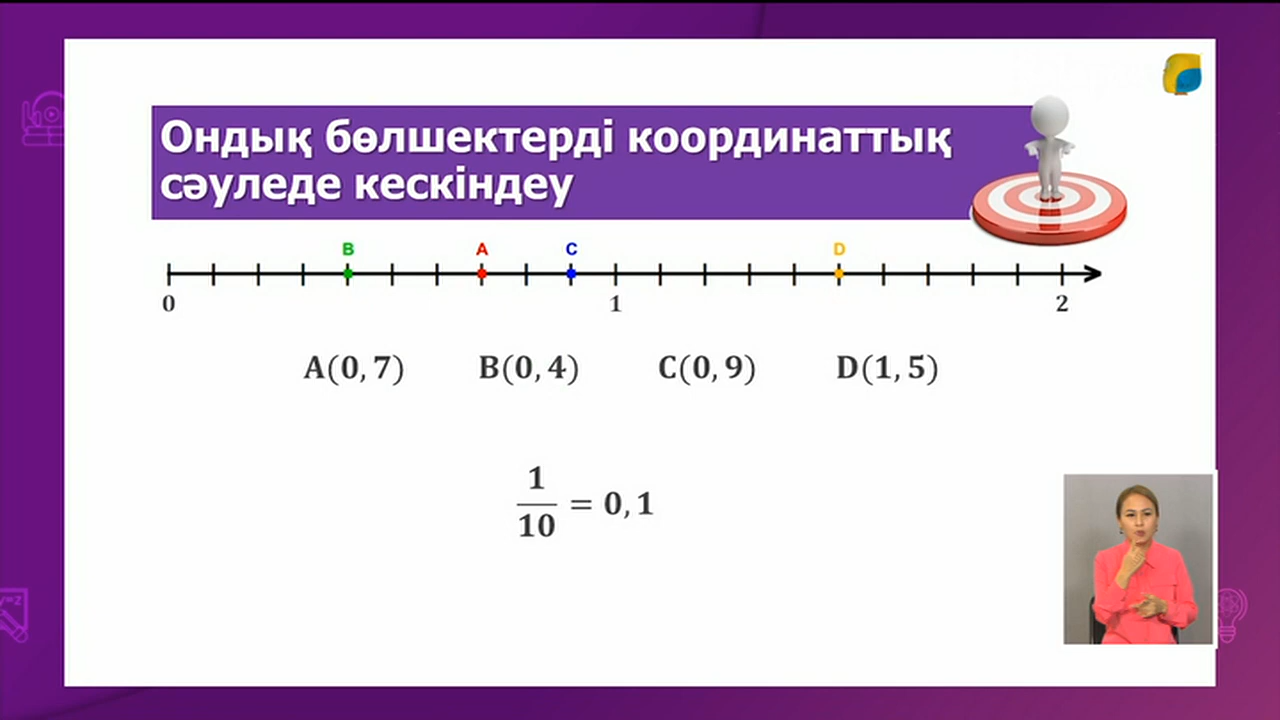 Ондық бөлшектерді координаттық
сәуледе кескіндеу
B A C D
0 1 2
A(0, 7) B(0, 4) C(0, 9) D(1, 5)
1
10
= 0, 1